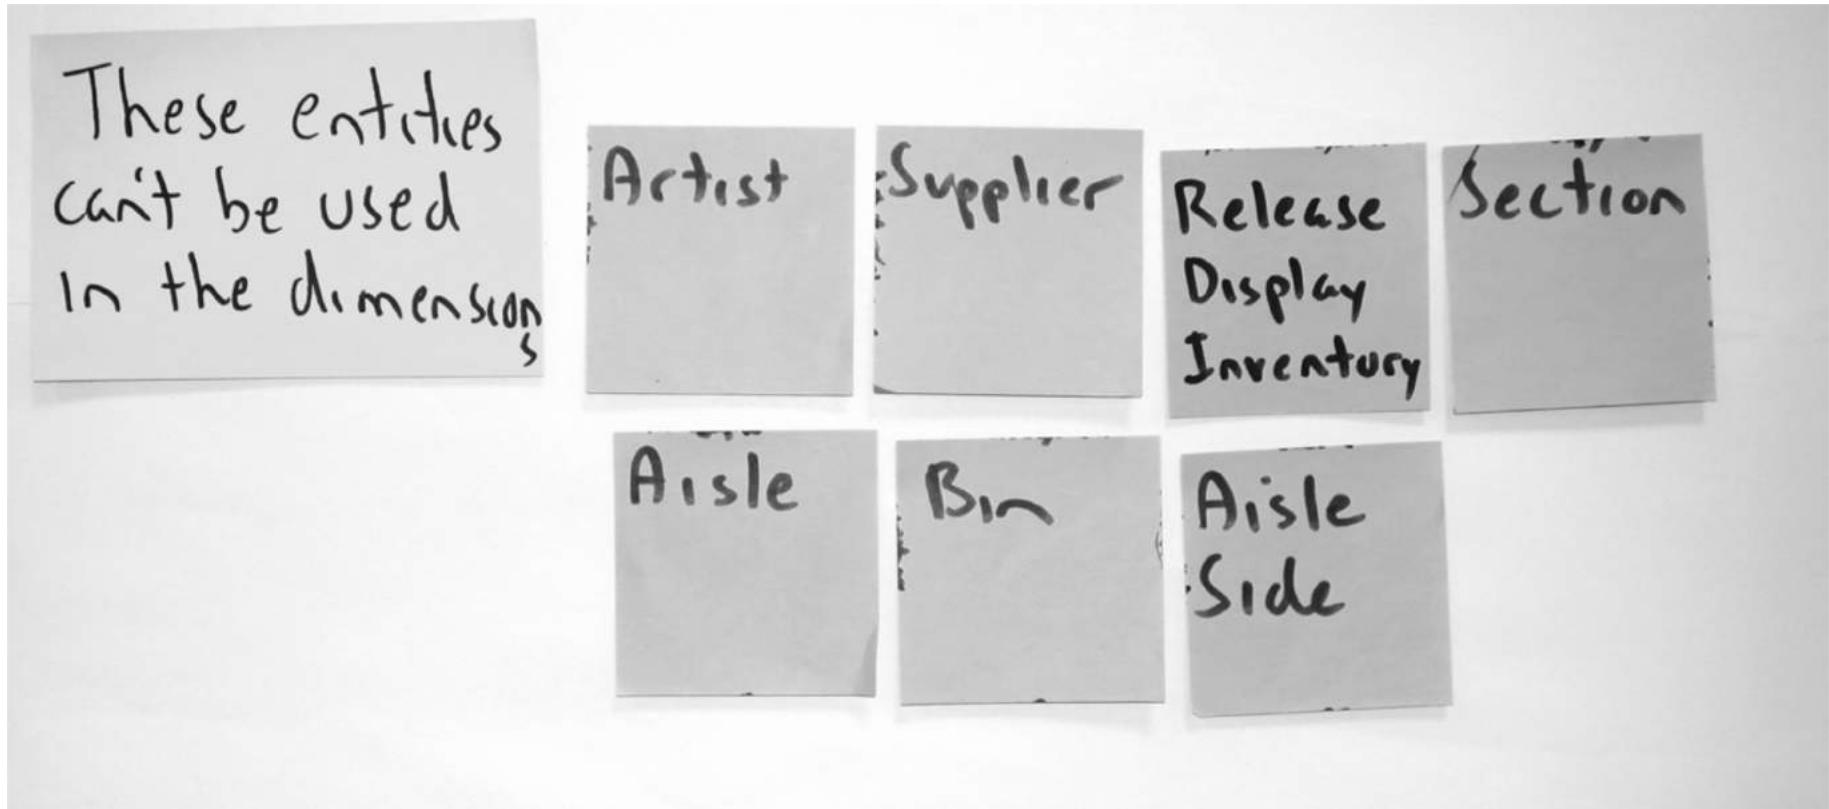 These entities
can't be used
in the dimensions
Artist
Supplier
Release
Display
Inventory
Section
Aisle
Bin
Aisle
Side